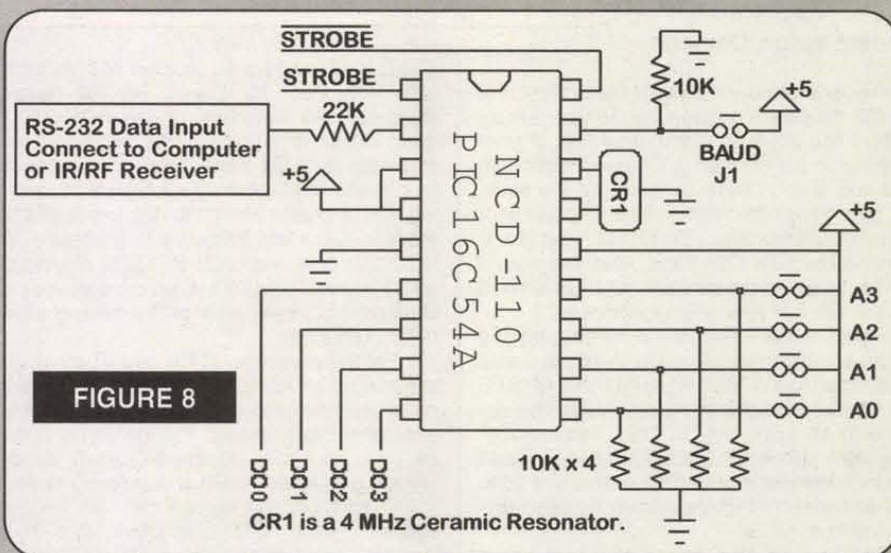 STROBE
STROBE
22K
RS-232 Data Input
Connect to Computer
or IR/RF Receiver
+5
NCD-110
PIC16C54A
10K
+5
BAUD
J1
CR1
+5
A3
A2
A1
A0
FIGURE 8
10K x 4
DO0
DO1
DO2
DO3
CR1 is a 4 MHz Ceramic Resonator.